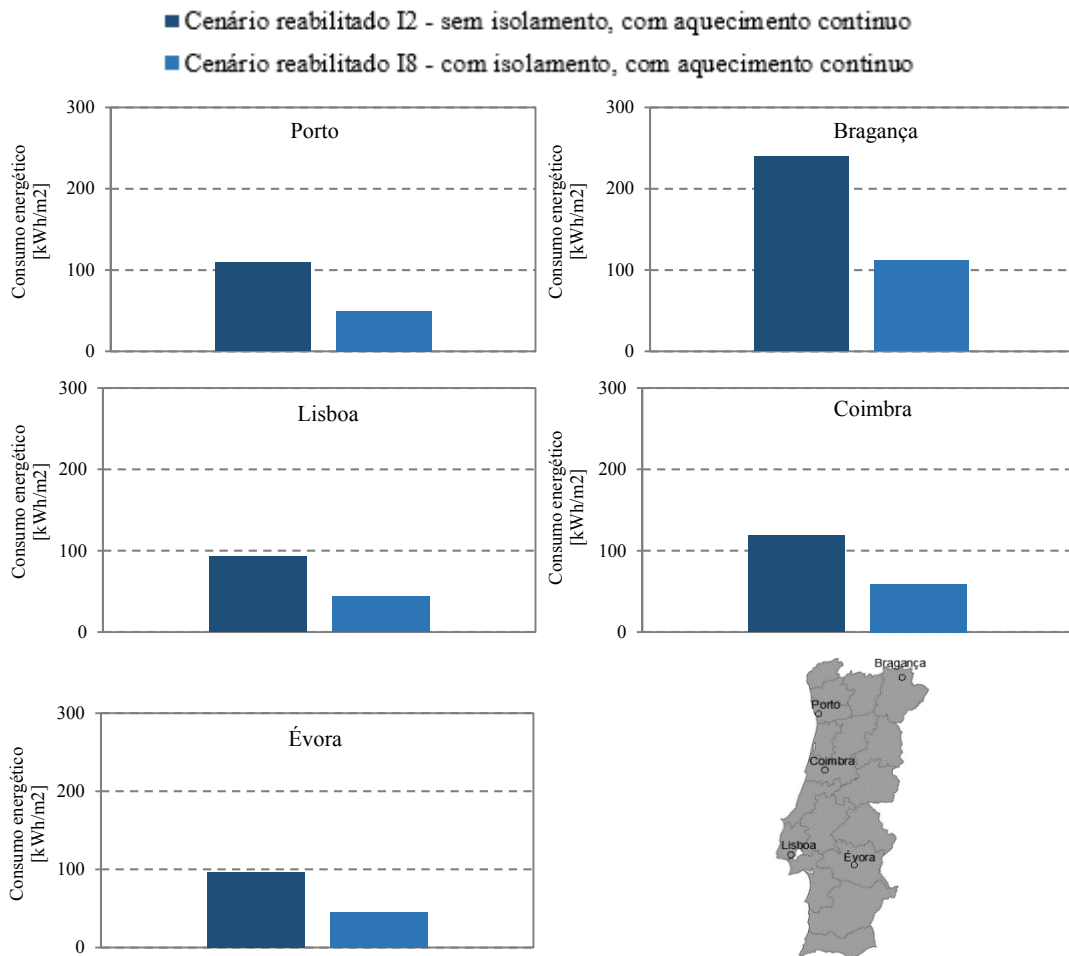 Cenário reabilitado I2 - sem isolamento, com aquecimento continuo
Cenário reabilitado I8 - com isolamento, com aquecimento continuo
Porto
Consumo energético
[kWh/m2]
300
200
100
0
Bragança
Consumo energético
[kWh/m2]
300
200
100
0
Lisboa
Consumo energético
[kWh/m2]
300
200
100
0
Coimbra
Consumo energético
[kWh/m2]
300
200
100
0
Évora
Consumo energético
[kWh/m2]
300
200
100
0
Bragança
Porto
Coimbra
Lisboa
Évora